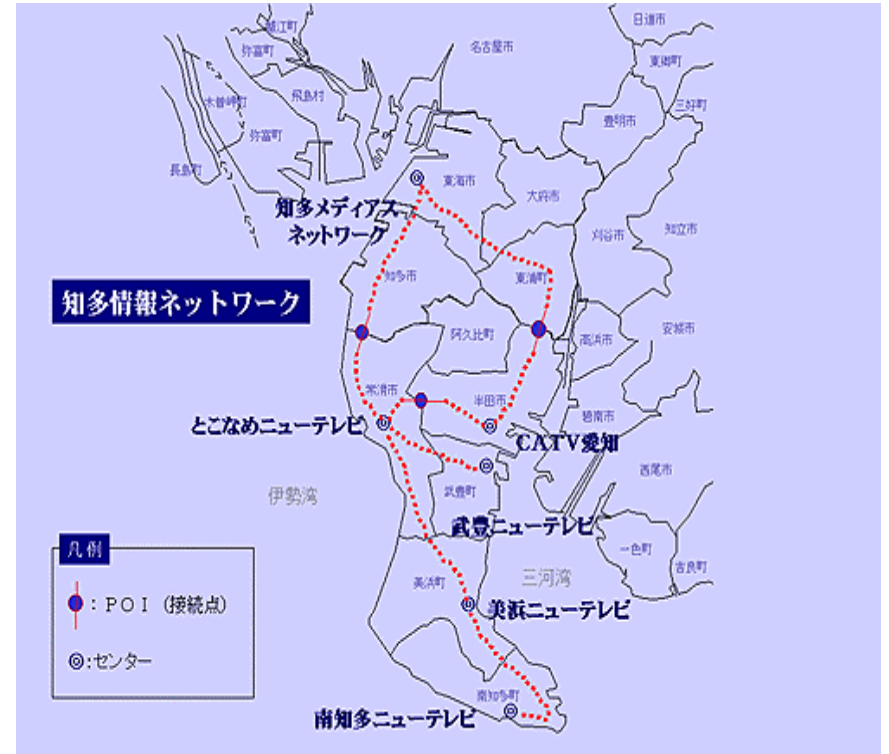 日進市
蟹江町
名古屋市
弥富町
東郷町
飛島村
木曽岬町
三好町
豊明市
弥富町
長島町
東海市
大府市
知多メディアス
ネットワーク
刈谷市
知立市
知多市
東浦町
知多情報ネットワーク
阿久比町
高浜市
安城市
常滑市
半田市
碧南市
とこなめニューテレビ
CATV愛知
西尾市
伊勢湾
武豊町
武豊ニューテレビ
凡例
一色町
吉良町
三河湾
美浜町
:POI (接続点)
美浜ニューテレビ
:センター
南知多町
南知多ニューテレビ